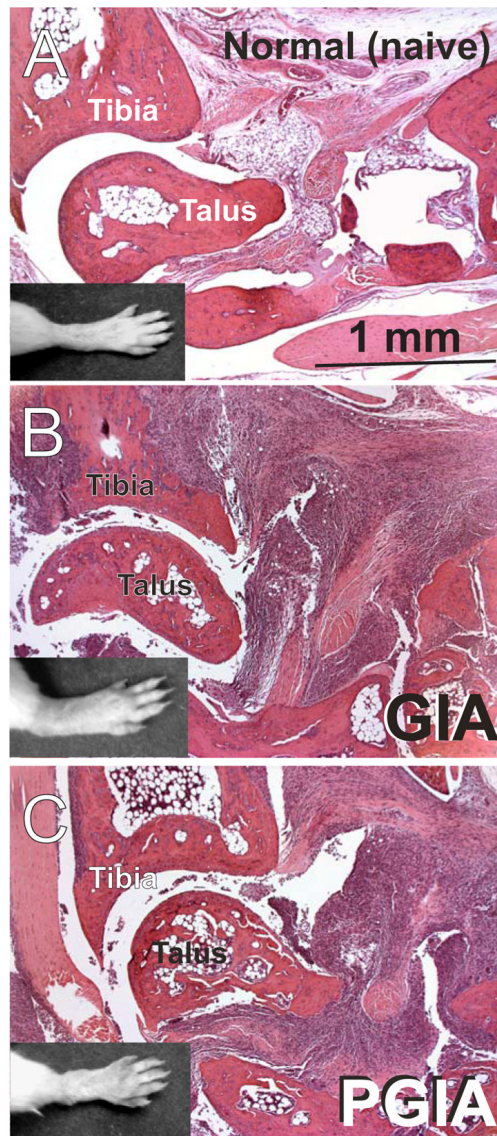 A
Normal (naive)
Tibia
Talus
1 mm
B
Tibia
Talus
GIA
C
Tibia
Talus
PGIA